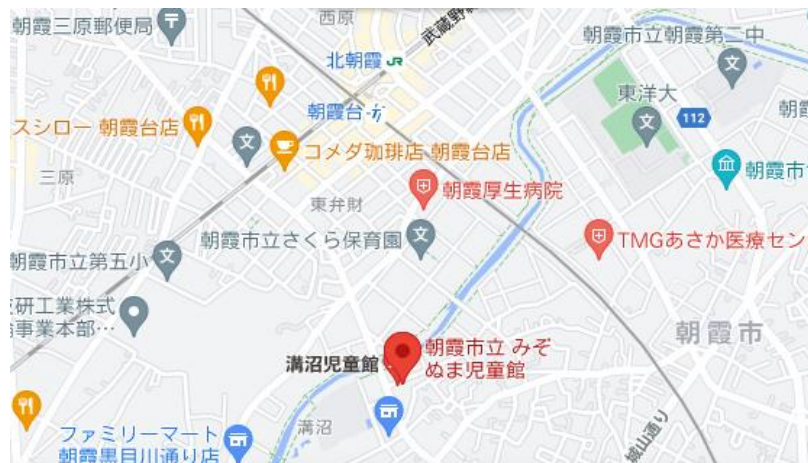 西原
朝霞三原郵便局
武蔵野線
北朝霞 JR
朝霞市立朝霞第二中
朝霞台
東洋大
112
スシロー 朝霞台店
コメダ珈琲店 朝霞台店
三原
朝霞市
朝霞厚生病院
東弁財
朝霞市立さくら保育園
TMGあさか医療セン
朝霞市立第五小
技研工業株式
事業本部…
朝霞市
溝沼児童館
朝霞市立 みぞ
ぬま児童館
溝沼
ファミリーマート
朝霞黒目川通り店
城山通り